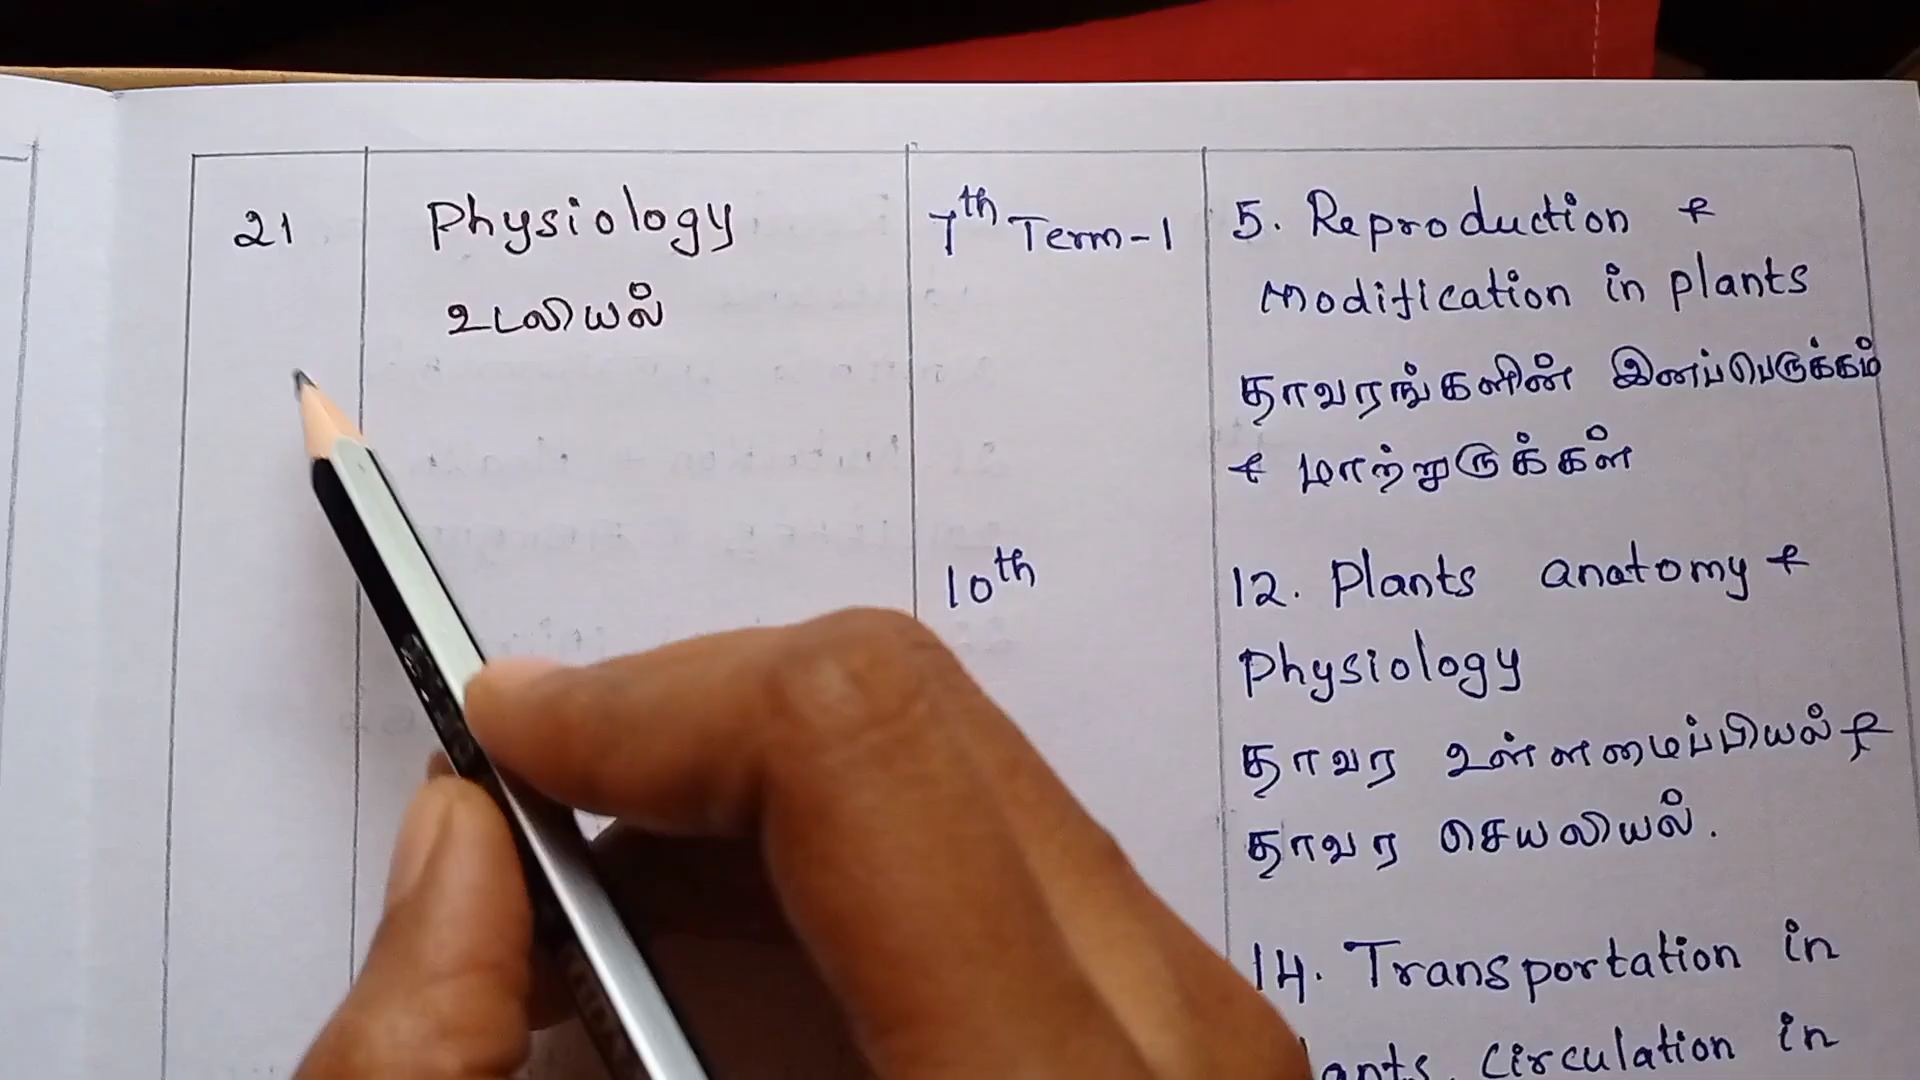 21
Physiology
உடலியல்
7th Term-1
5. Reproduction &
Modification in plants
தாவரங்களின் இனப்பெருக்கம்
& மாற்றுருக்கள்
10th
12. Plants anatomy &
Physiology
தாவர உள்ளமைப்பியல் &
தாவர செயலியல்.
14. Transportation in
circulation in